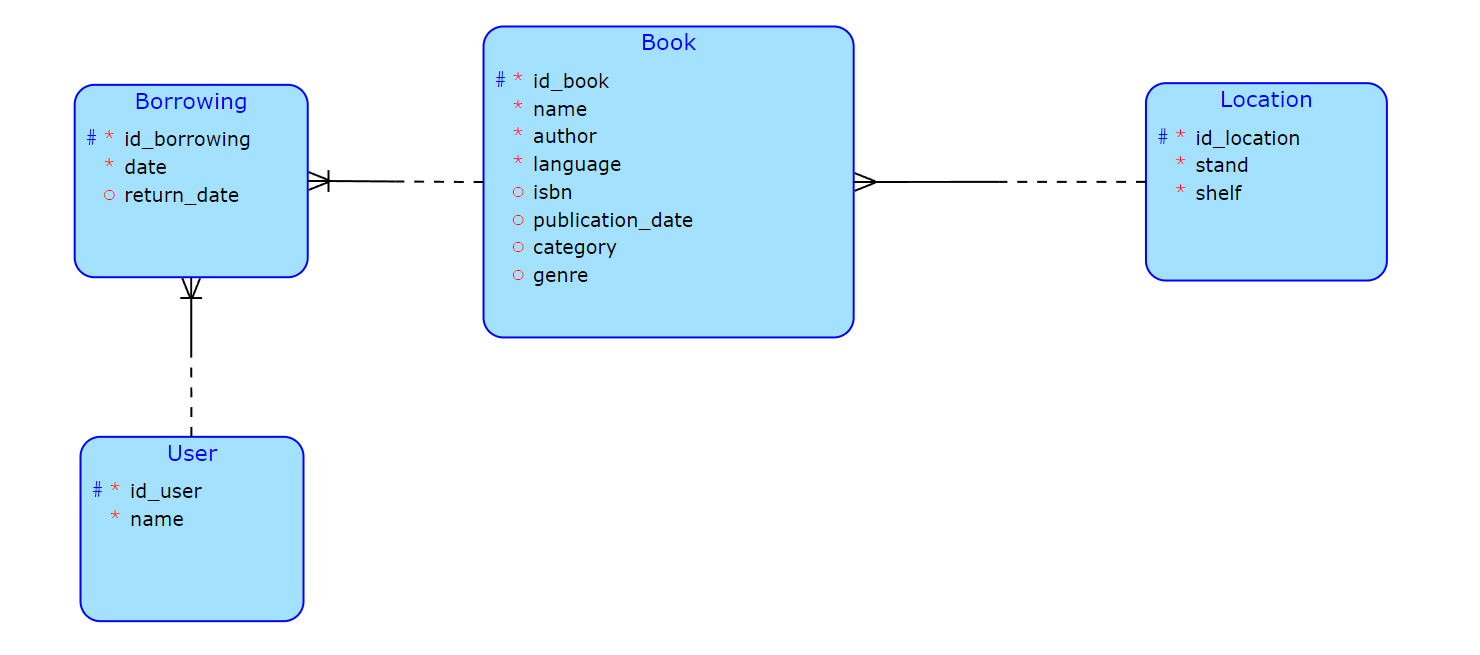 Book
# * id_book
* name
* author
* language
○ isbn
○ publication_date
○ category
○ genre
Borrowing
# * id_borrowing
* date
○ return_date
Location
# * id_location
* stand
* shelf
User
# * id_user
* name